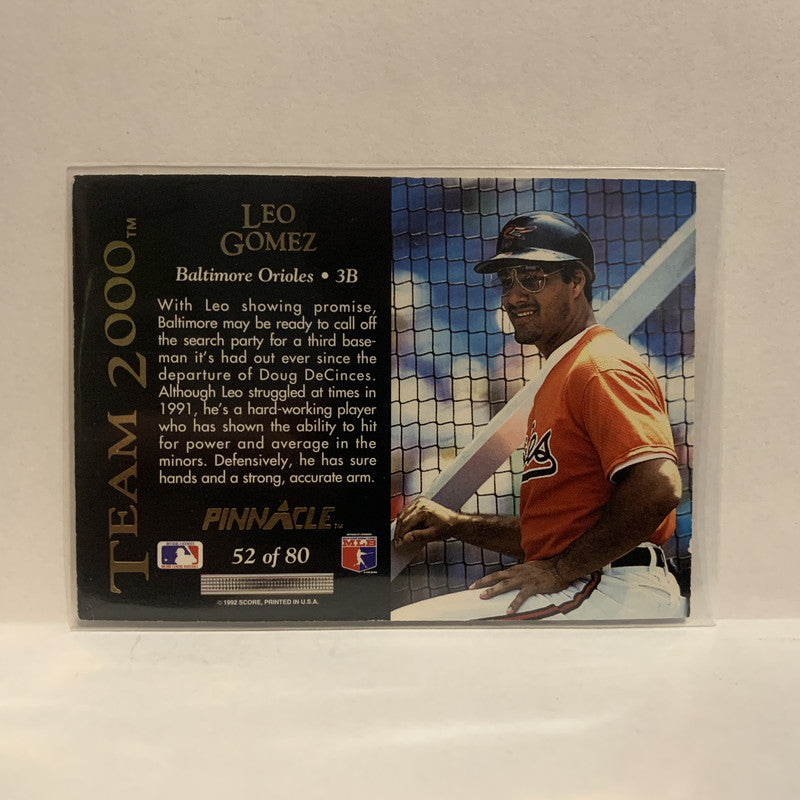 TEAM 2000™
LEO
GOMEZ
Baltimore Orioles • 3B
With Leo showing promise,
Baltimore may be ready to call off
the search party for a third base-
man it's had out ever since the
departure of Doug DeCinces.
Although Leo struggled at times in
1991, he's a hard-working player
who has shown the ability to hit
for power and average in the
minors. Defensively, he has sure
hands and a strong, accurate arm.
PINNACLE™
52 of 80
MLB
© 1992 SCORE, PRINTED IN U.S.A.